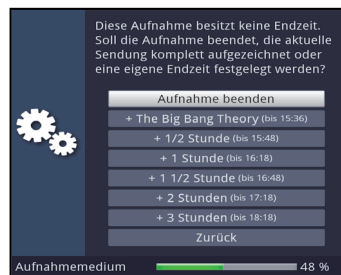 Diese Aufnahme besitzt keine Endzeit.
Soll die Aufnahme beendet, die aktuelle
Sendung komplett aufgezeichnet oder
eine eigene Endzeit festgelegt werden?
Aufnahme beenden
+ The Big Bang Theory (bis 15:36)
+ 1/2 Stunde (bis 15:48)
+ 1 Stunde (bis 16:18)
+ 1 1/2 Stunde (bis 16:48)
+ 2 Stunden (bis 17:18)
+ 3 Stunden (bis 18:18)
Zurück
Aufnahmemedium 48 %